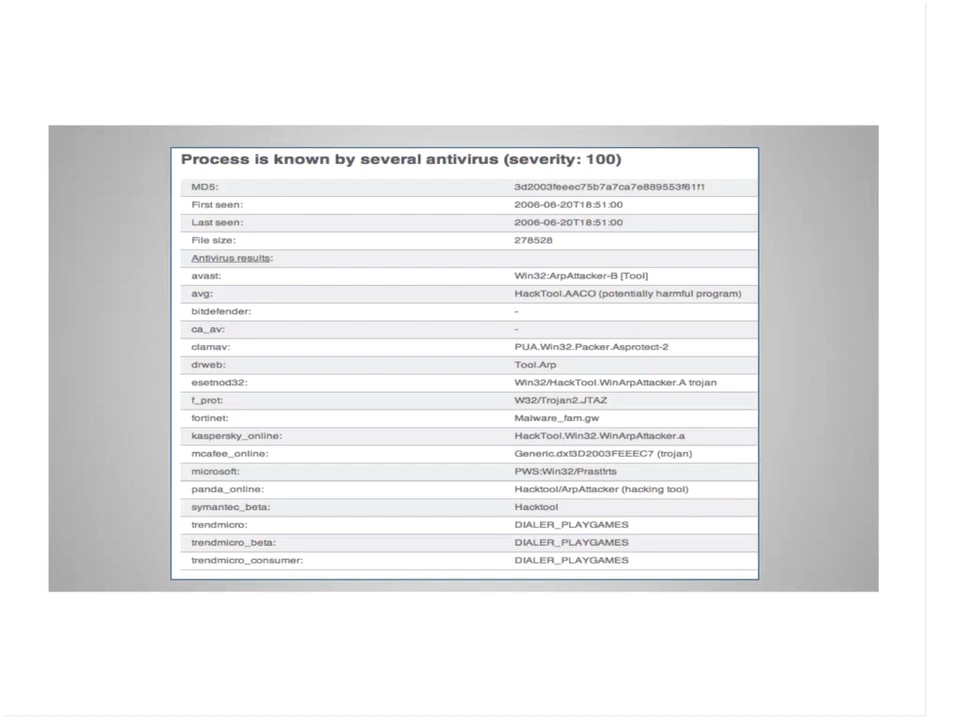 Process is known by several antivirus (severity: 100)
MD5: 3d2003feeec75b7a7ca7e889553f61f1
First seen: 2006-06-20T18:51:00
Last seen: 2006-06-20T18:51:00
File size: 278528
Antivirus results:
avast: Win32:ArpAttacker-B [Tool]
avg: HackTool.AACO (potentially harmful program)
bitdefender: -
ca_av: -
clamav: PUA.Win32.Packer.Asprotect-2
drweb: Tool.Arp
esetnod32: Win32/HackTool.WinArpAttacker.A trojan
f_prot: W32/Trojan2.JTAZ
fortinet: Malware_fam.gw
kaspersky_online: HackTool.Win32.WinArpAttacker.a
mcafee_online: Generic.dx!3D2003FEEEC7 (trojan)
microsoft: PWS:Win32/Prast!rts
panda_online: Hacktool/ArpAttacker (hacking tool)
symantec_beta: Hacktool
trendmicro: DIALER_PLAYGAMES
trendmicro_beta: DIALER_PLAYGAMES
trendmicro_consumer: DIALER_PLAYGAMES